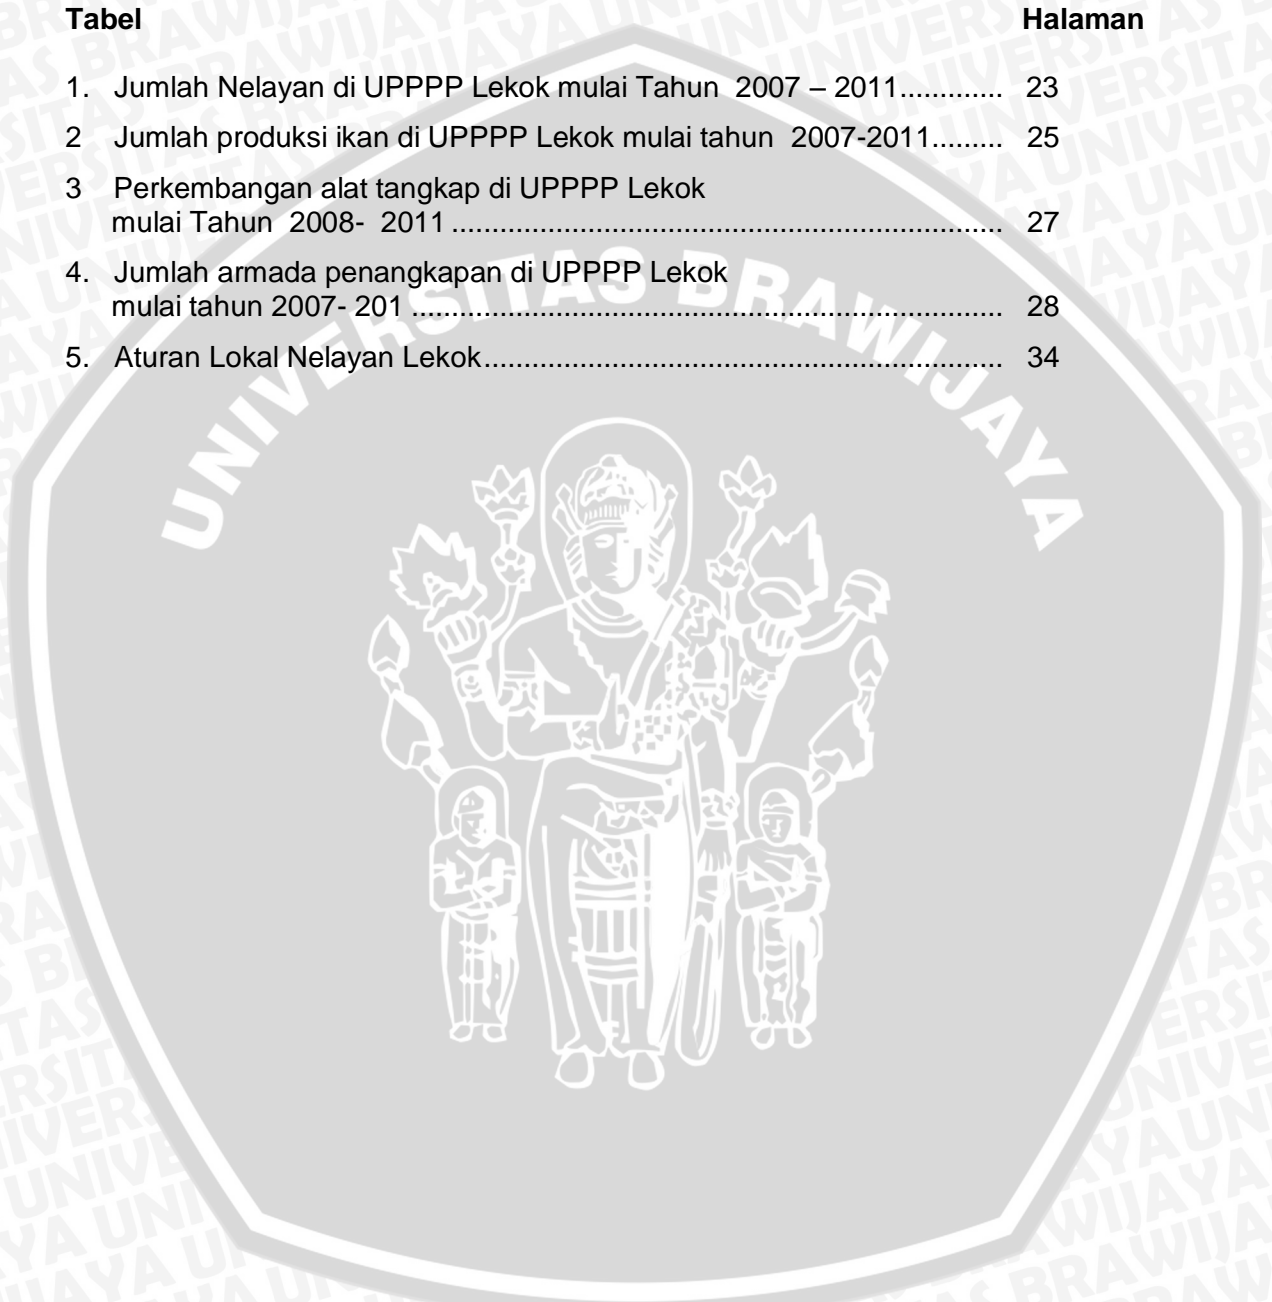 Tabel Halaman
1. Jumlah Nelayan di UPPPP Lekok mulai Tahun 2007 – 2011............. 23
2 Jumlah produksi ikan di UPPPP Lekok mulai tahun 2007-2011......... 25
3 Perkembangan alat tangkap di UPPPP Lekok
mulai Tahun 2008- 2011 ..................................................................... 27
4. Jumlah armada penangkapan di UPPPP Lekok
mulai tahun 2007- 201 .......................................................................... 28
5. Aturan Lokal Nelayan Lekok................................................................. 34
UNIVERSITAS BRAWIJAYA